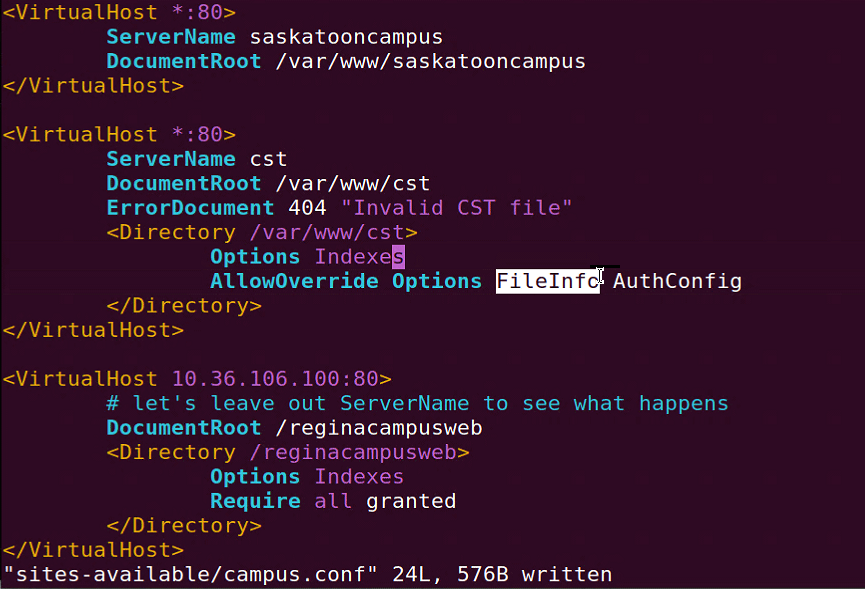 <VirtualHost *:80>
        ServerName saskatooncampus
        DocumentRoot /var/www/saskatooncampus
</VirtualHost>

<VirtualHost *:80>
        ServerName cst
        DocumentRoot /var/www/cst
        ErrorDocument 404 "Invalid CST file"
        <Directory /var/www/cst>
                Options Indexes
                AllowOverride Options FileInfo AuthConfig
        </Directory>
</VirtualHost>

<VirtualHost 10.36.106.100:80>
        # let's leave out ServerName to see what happens
        DocumentRoot /reginacampusweb
        <Directory /reginacampusweb>
                Options Indexes
                Require all granted
        </Directory>
</VirtualHost>
"sites-available/campus.conf" 24L, 576B written